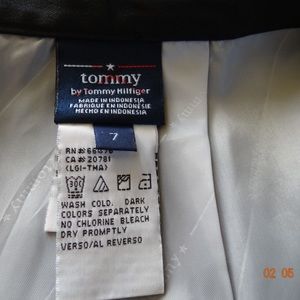 tommy
by Tommy Hilfiger
MADE IN INDONESIA
FABRIQUE EN INDONESIE
HECHO EN INDONESIA
7
CA# 20781
(LGI-THA)
WASH COLD. DARK
COLORS SEPARATELY
NO CHLORINE BLEACH
DRY PROMPTLY
VERSO/AL REVERSO
02 05